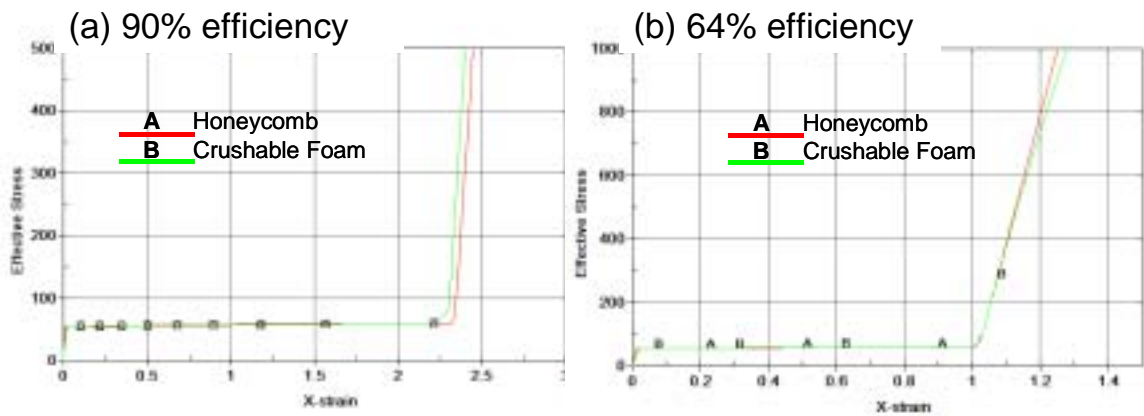 (a) 90% efficiency
500
400
300
200
100
0
Effective Stress
A Honeycomb
B Crushable Foam
B B B B B B B B B
0 0.5 1 1.5 2 2.5
X-strain
(b) 64% efficiency
800
600
400
200
0
Effective Stress
A Honeycomb
B Crushable Foam
B
B A B A B A
0 0.2 0.4 0.6 0.8 1 1.2 1.4
X-strain